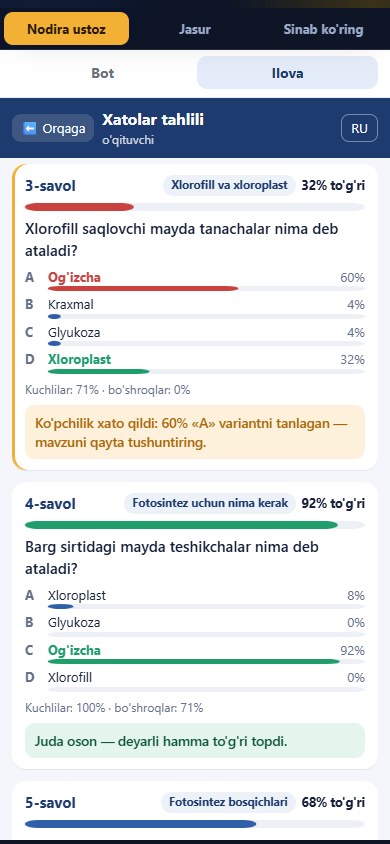 Nodira ustoz Jasur Sinab ko'ring
Bot Ilova
⬅ Orqaga Xatolar tahlili RU
o'qituvchi
3-savol Xlorofill va xloroplast 32% to'g'ri
Xlorofill saqlovchi mayda tanachalar nima deb
ataladi?
A Og'izcha 60%
B Kraxmal 4%
C Glyukoza 4%
D Xloroplast 32%
Kuchlilar: 71% · bo'shroqlar: 0%
Ko'pchilik xato qildi: 60% «A» variantni tanlagan —
mavzuni qayta tushuntiring.
4-savol Fotosintez uchun nima kerak 92% to'g'ri
Barg sirtidagi mayda teshikchalar nima deb
ataladi?
A Xloroplast 8%
B Glyukoza 0%
C Og'izcha 92%
D Xlorofill 0%
Kuchlilar: 100% · bo'shroqlar: 71%
Juda oson — deyarli hamma to'g'ri topdi.
5-savol Fotosintez bosqichlari 68% to'g'ri